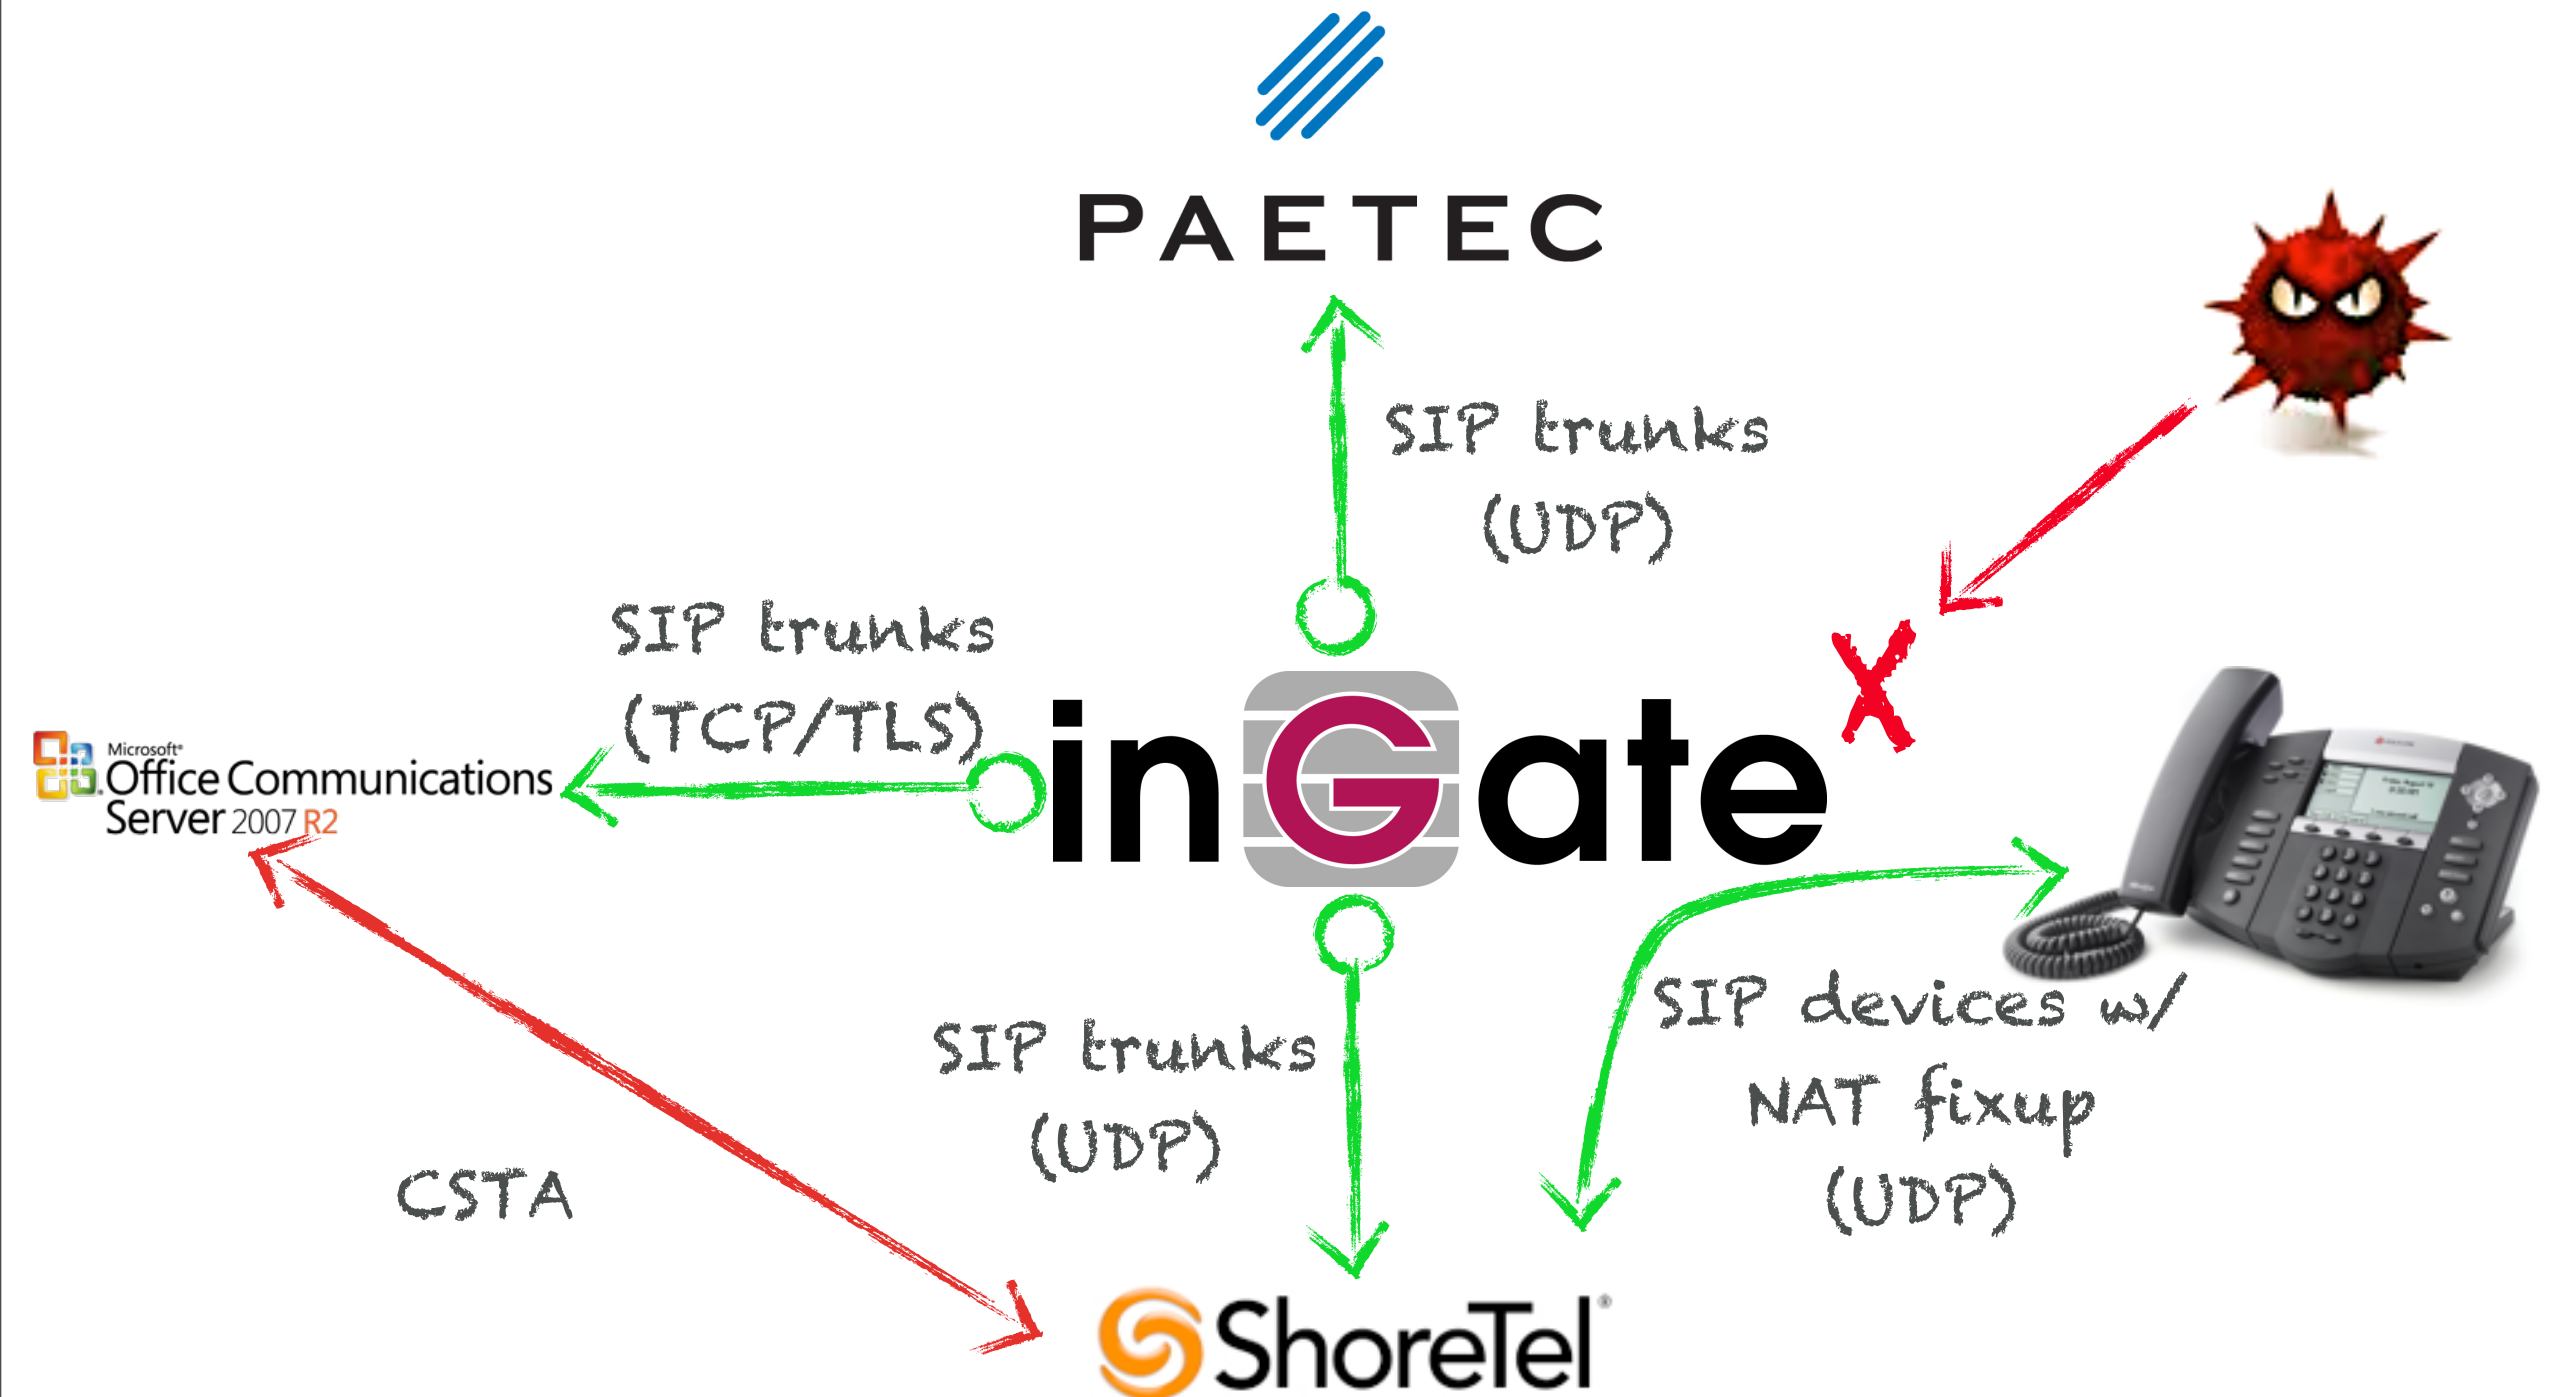 PAETEC
SIP trunks
(UDP)
SIP trunks
(TCP/TLS)
inGate
X
Microsoft®
Office Communications
Server 2007 R2
SIP trunks
(UDP)
SIP devices w/
NAT fixup
(UDP)
CSTA
ShoreTel®